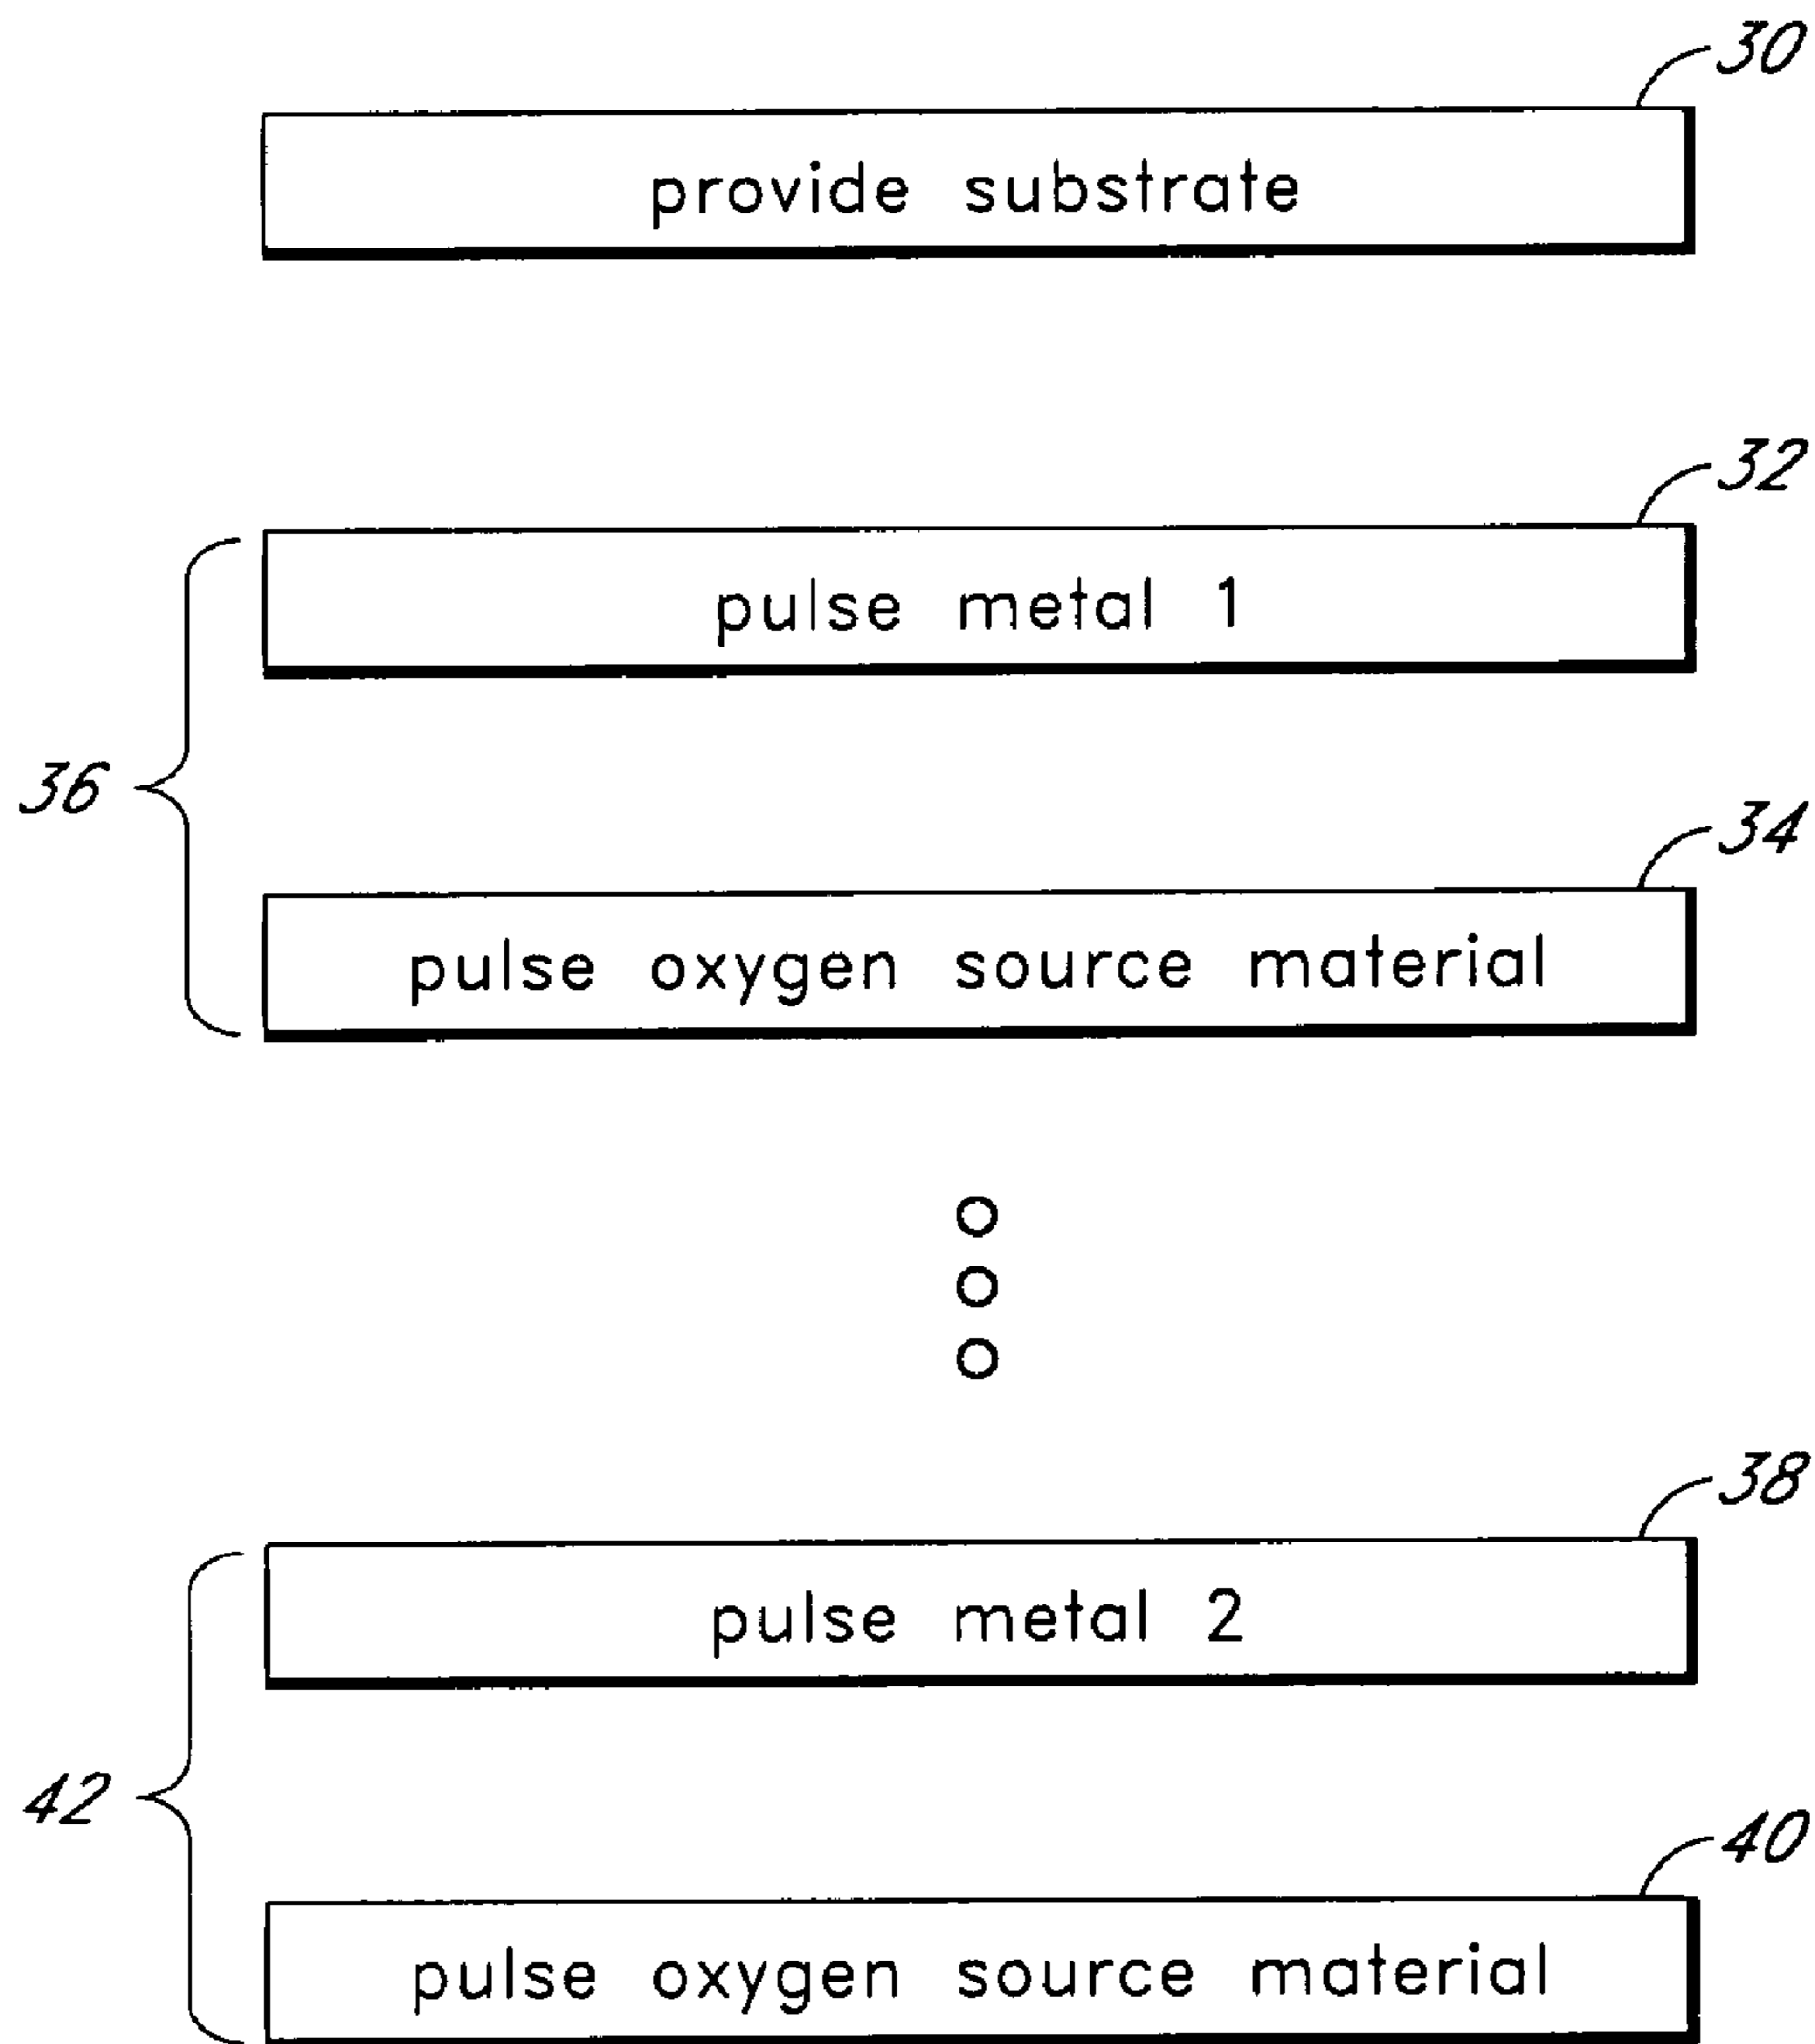 30
provide substrate
32
pulse metal 1
36
34
pulse oxygen source material
38
pulse metal 2
42
40
pulse oxygen source material